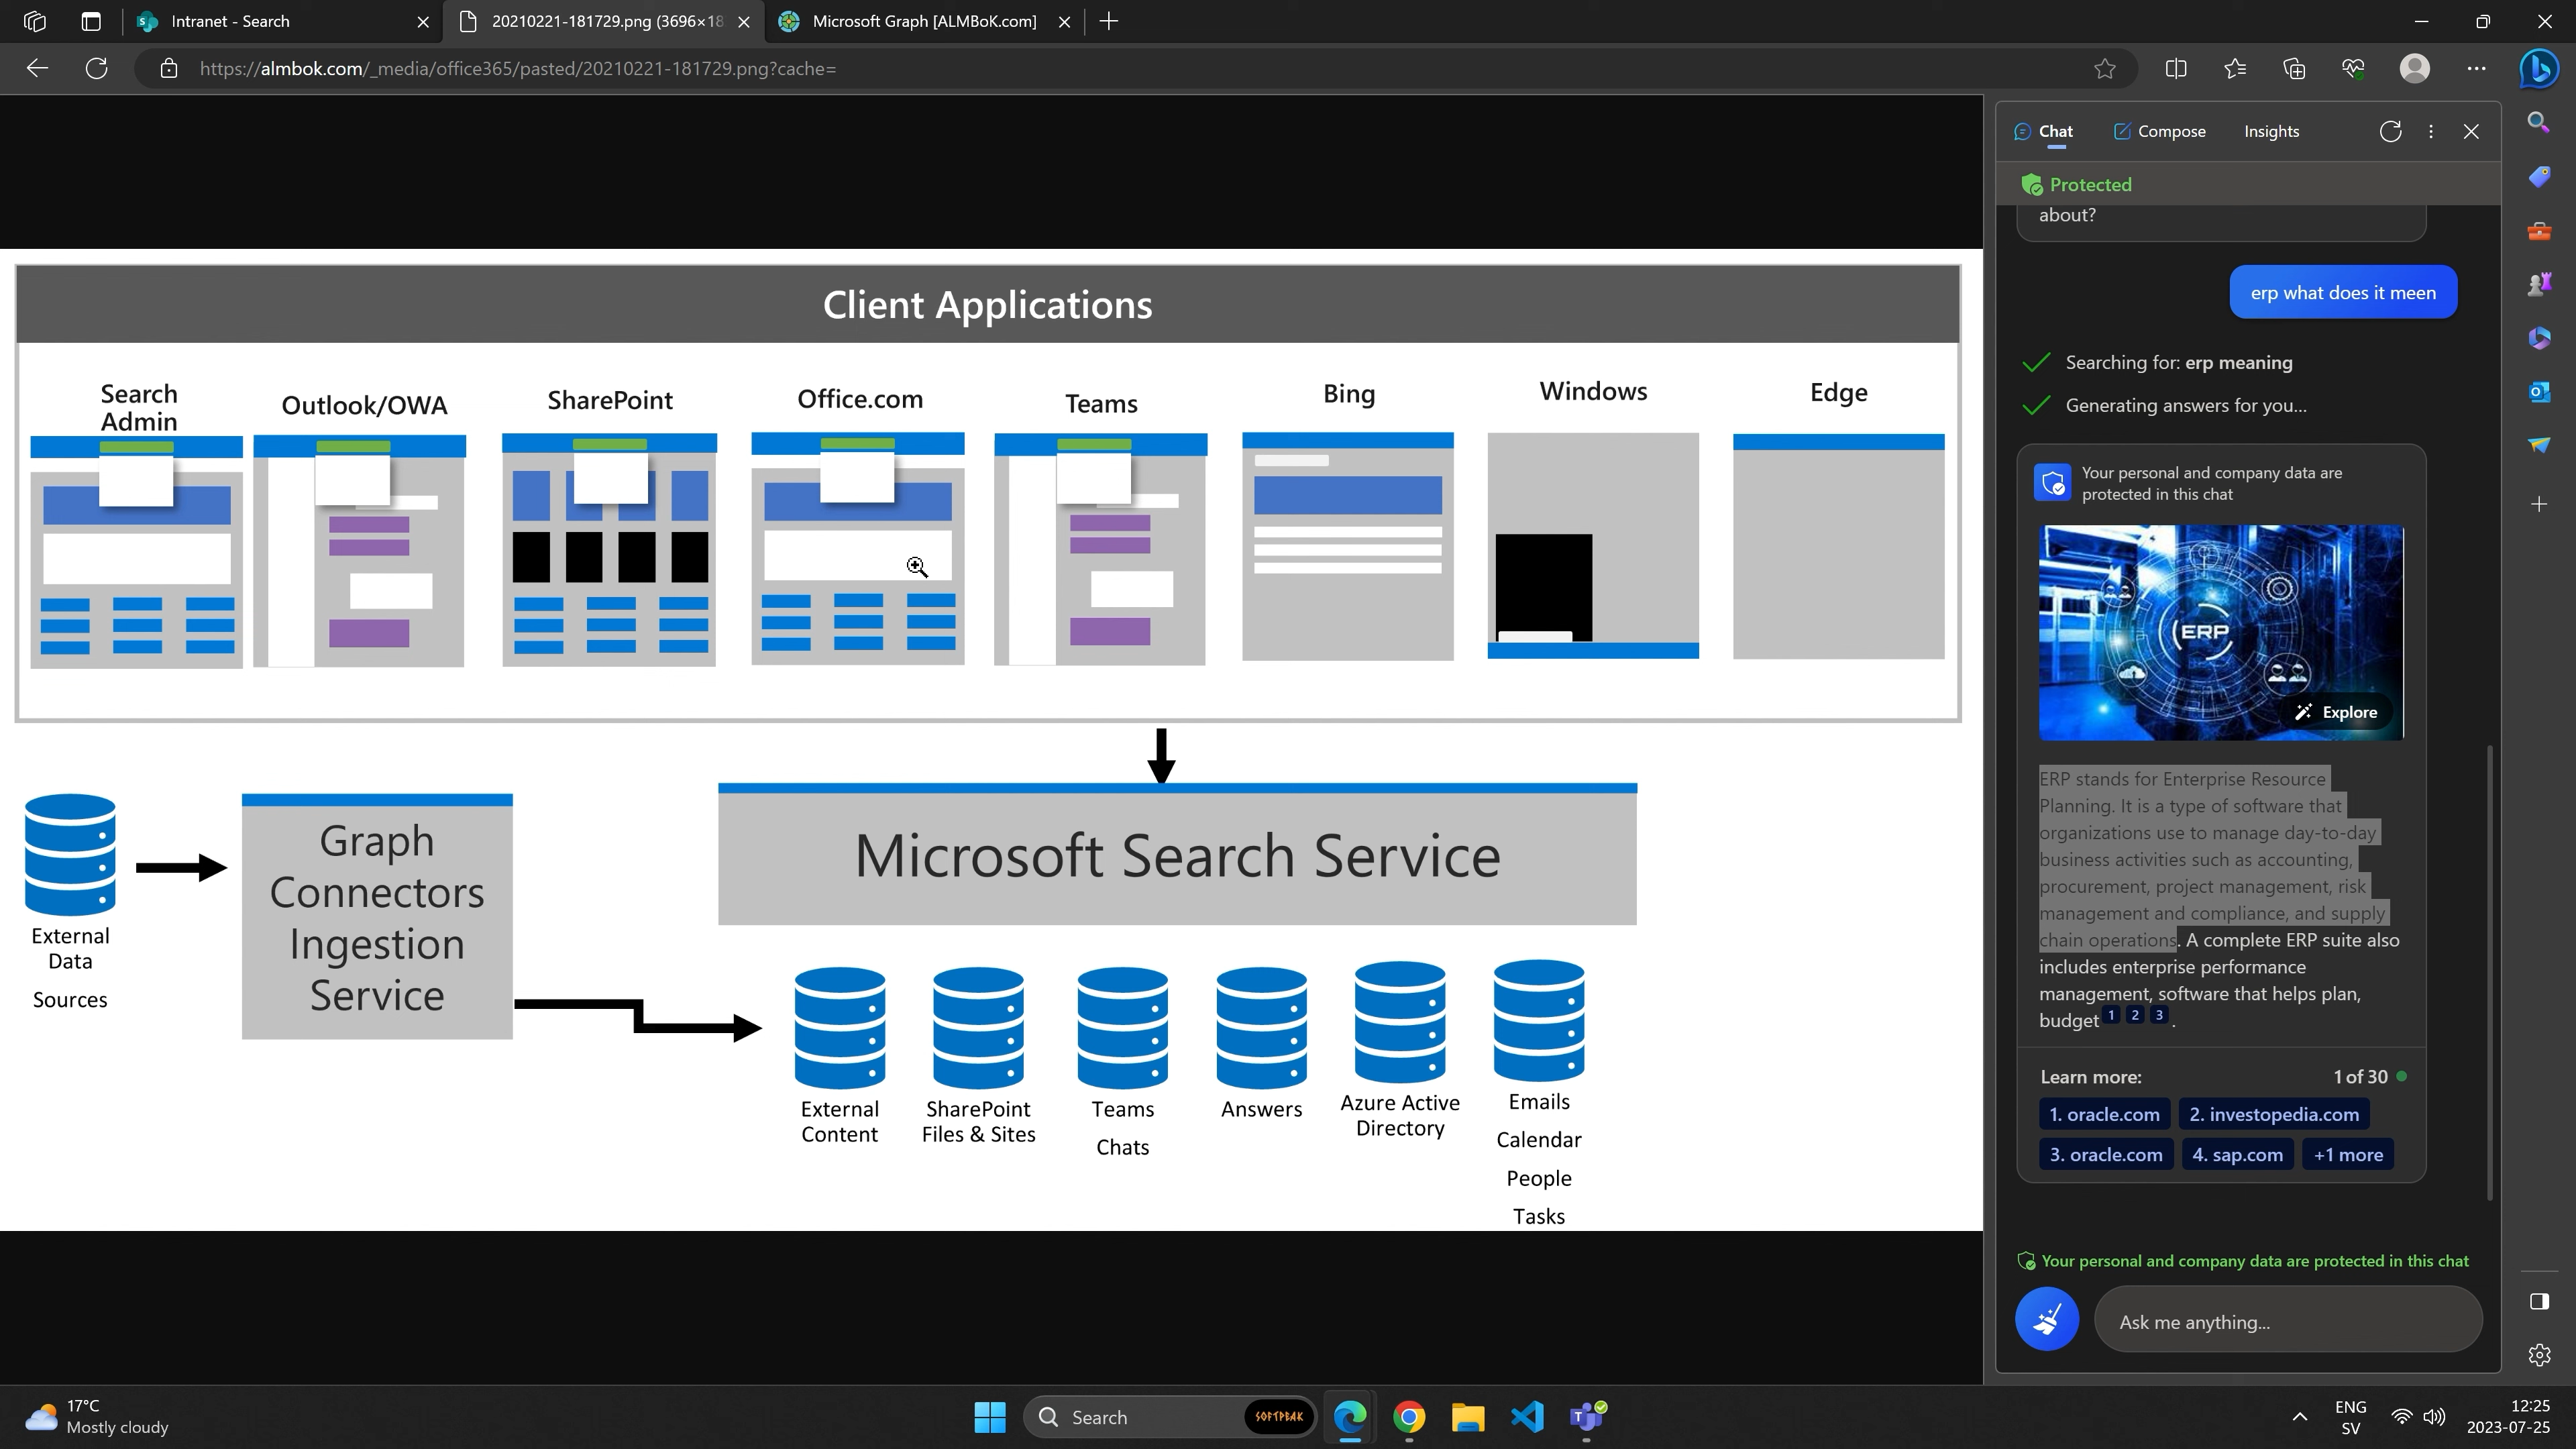 Intranet - Search
20210221-181729.png (3696×18
Microsoft Graph [ALMBoK.com]
https://almbok.com/_media/office365/pasted/20210221-181729.png?cache=
Client Applications
Search
Admin
Outlook/OWA
SharePoint
Office.com
Teams
Bing
Windows
Edge
External
Data
Sources
Graph
Connectors
Ingestion
Service
Microsoft Search Service
External
Content
SharePoint
Files & Sites
Teams
Chats
Answers
Azure Active
Directory
Emails
Calendar
People
Tasks
Chat
Compose
Insights
Protected
about?
erp what does it meen
Searching for: erp meaning
Generating answers for you...
Your personal and company data are
protected in this chat
ERP
Explore
ERP stands for Enterprise Resource
Planning. It is a type of software that
organizations use to manage day-to-day
business activities such as accounting,
procurement, project management, risk
management and compliance, and supply
chain operations. A complete ERP suite also
includes enterprise performance
management, software that helps plan,
budget 1 2 3 .
Learn more:
1 of 30
1. oracle.com
2. investopedia.com
3. oracle.com
4. sap.com
+1 more
Your personal and company data are protected in this chat
Ask me anything...
17°C
Mostly cloudy
Search
SOFTPEAK
ENG
SV
12:25
2023-07-25